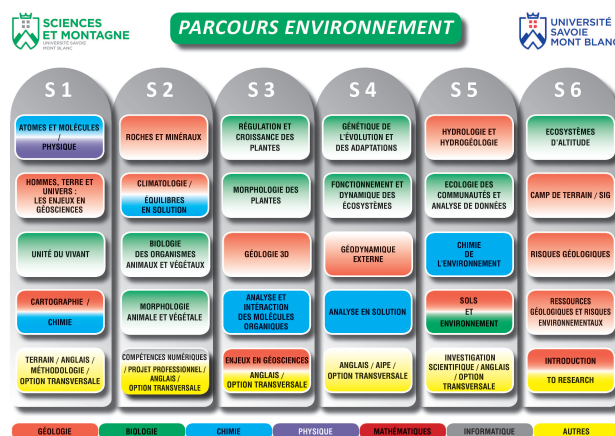 SCIENCES
ET MONTAGNE
UNIVERSITÉ SAVOIE
MONT BLANC
PARCOURS ENVIRONNEMENT
UNIVERSITÉ
SAVOIE
MONT BLANC
S 1
ATOMES ET MOLÉCULES
/
PHYSIQUE
HOMMES, TERRE ET
UNIVERS :
LES ENJEUX EN
GÉOSCIENCES
UNITÉ DU VIVANT
CARTOGRAPHIE /
CHIMIE
TERRAIN / ANGLAIS /
MÉTHODOLOGIE /
OPTION TRANSVERSALE
S 2
ROCHES ET MINÉRAUX
CLIMATOLOGIE /
ÉQUILIBRES
EN SOLUTION
BIOLOGIE
DES ORGANISMES
ANIMAUX ET VÉGÉTAUX
MORPHOLOGIE
ANIMALE ET VÉGÉTALE
COMPÉTENCES NUMÉRIQUES
/ PROJET PROFESSIONNEL /
ANGLAIS /
OPTION TRANSVERSALE
S 3
RÉGULATION ET
CROISSANCE DES
PLANTES
MORPHOLOGIE DES
PLANTES
GÉOLOGIE 3D
ANALYSE ET
INTÉRACTION
DES MOLÉCULES
ORGANIQUES
ENJEUX EN GÉOSCIENCES
ANGLAIS /
OPTION TRANSVERSALE
S 4
GÉNÉTIQUE DE
L'ÉVOLUTION ET
DES ADAPTATIONS
FONCTIONNEMENT ET
DYNAMIQUE DES
ÉCOSYSTÈMES
GÉODYNAMIQUE
EXTERNE
ANALYSE EN SOLUTION
ANGLAIS / AIPE /
OPTION TRANSVERSALE
S 5
HYDROLOGIE ET
HYDROGÉOLOGIE
ECOLOGIE DES
COMMUNAUTÉS ET
ANALYSE DE DONNÉES
CHIMIE
DE
L'ENVIRONNEMENT
SOLS
ET
ENVIRONNEMENT
INVESTIGATION
SCIENTIFIQUE / ANGLAIS
/ OPTION
TRANSVERSALE
S 6
ECOSYSTÈMES
D'ALTITUDE
CAMP DE TERRAIN / SIG
RISQUES GÉOLOGIQUES
RESSOURCES
GÉOLOGIQUES ET RISQUES
ENVIRONNEMENTAUX
INTRODUCTION
TO RESEARCH
GÉOLOGIE
BIOLOGIE
CHIMIE
PHYSIQUE
MATHÉMATIQUES
INFORMATIQUE
AUTRES